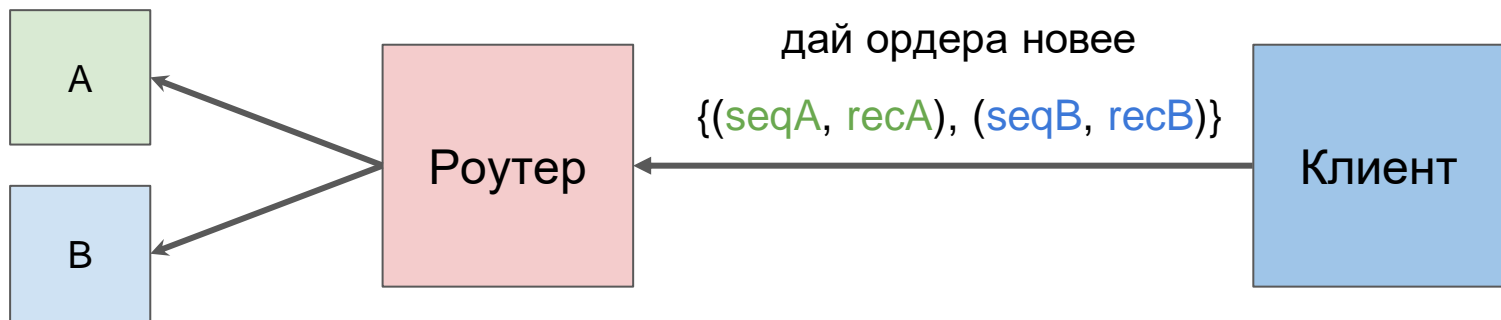 A
B
Роутер
дай ордера новее
{(seqA, recA), (seqB, recB)}
Клиент